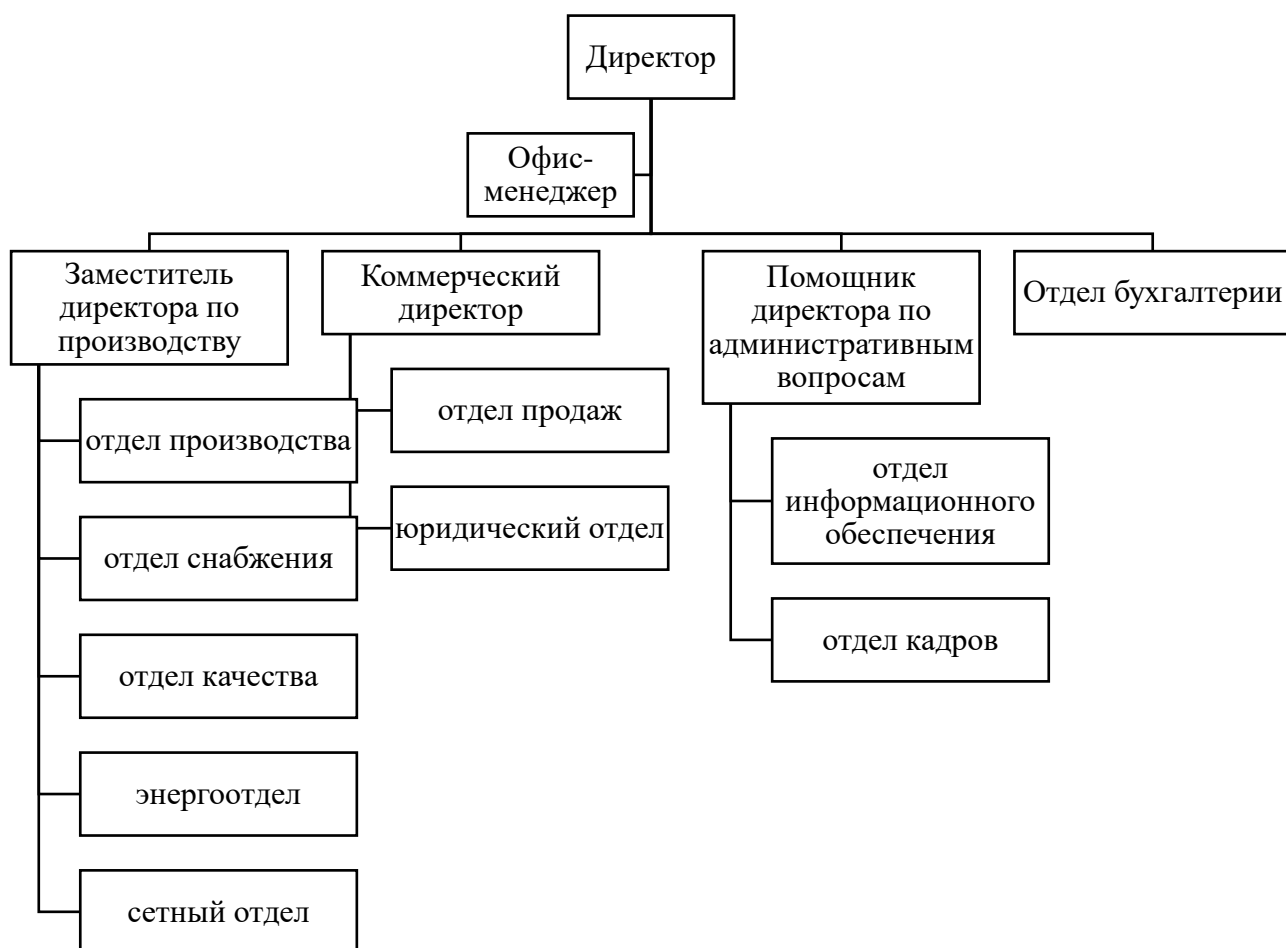 Директор
Офис-
менеджер
Заместитель
директора по
производству
Коммерческий
директор
Помощник
директора по
административным
вопросам
Отдел бухгалтерии
отдел производства
отдел снабжения
отдел качества
энергоотдел
сетный отдел
отдел продаж
юридический отдел
отдел
информационного
обеспечения
отдел кадров